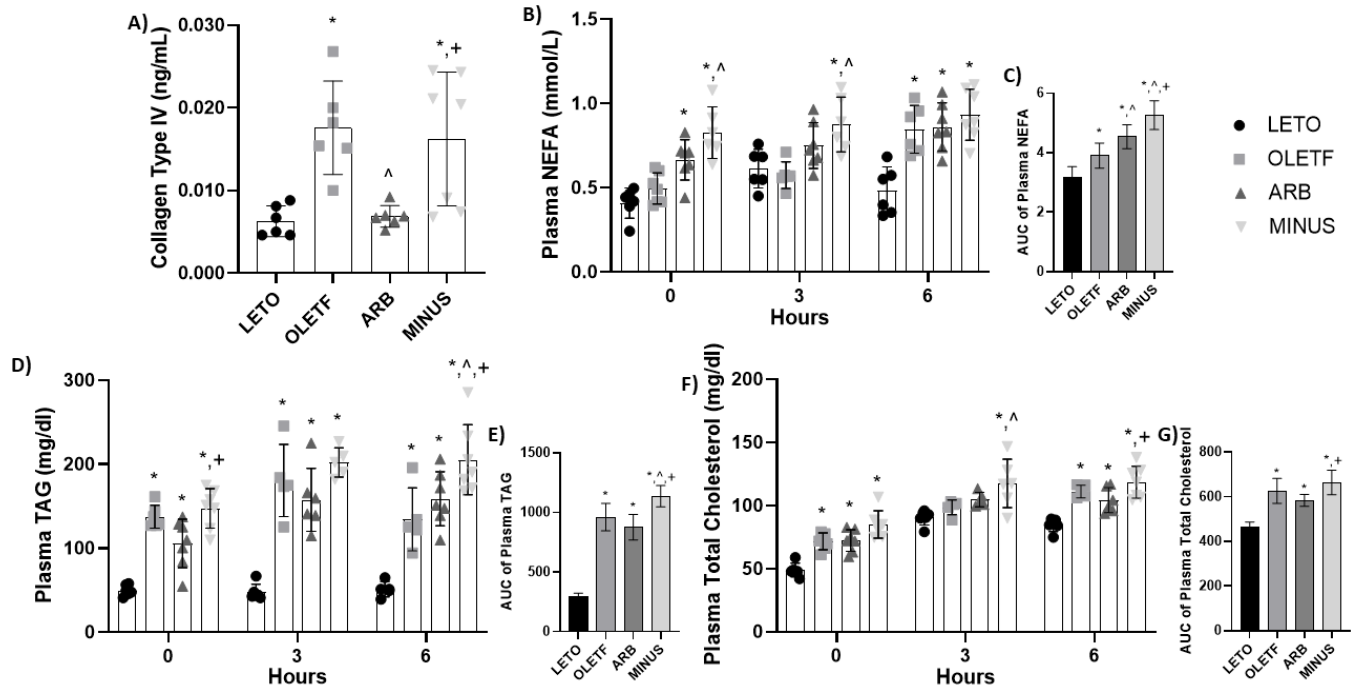 A)
Collagen Type IV (ng/mL)
0.030
0.020
0.010
0.000
*
^
*,+
LETO
OLETF
ARB
MINUS
B)
Plasma NEFA (mmol/L)
1.5
1.0
0.5
0.0
*
*,^
*,^
*
*
*
0
3
6
Hours
C)
AUC of Plasma NEFA
6
4
2
0
*
*,^
*,^,+
LETO
OLETF
ARB
MINUS
LETO
OLETF
ARB
MINUS
D)
Plasma TAG (mg/dl)
300
200
100
0
*
*
*,+
*
*
*
*
*
*,^,+
0
3
6
Hours
E)
AUC of Plasma TAG
1500
1000
500
0
*
*
*,^,+
LETO
OLETF
ARB
MINUS
F)
Plasma Total Cholesterol (mg/dl)
200
150
100
50
0
*
*
*
*,^
*
*
*,+
0
3
6
Hours
G)
AUC of Plasma Total Cholesterol
800
600
400
200
0
*
*
*,+
LETO
OLETF
ARB
MINUS